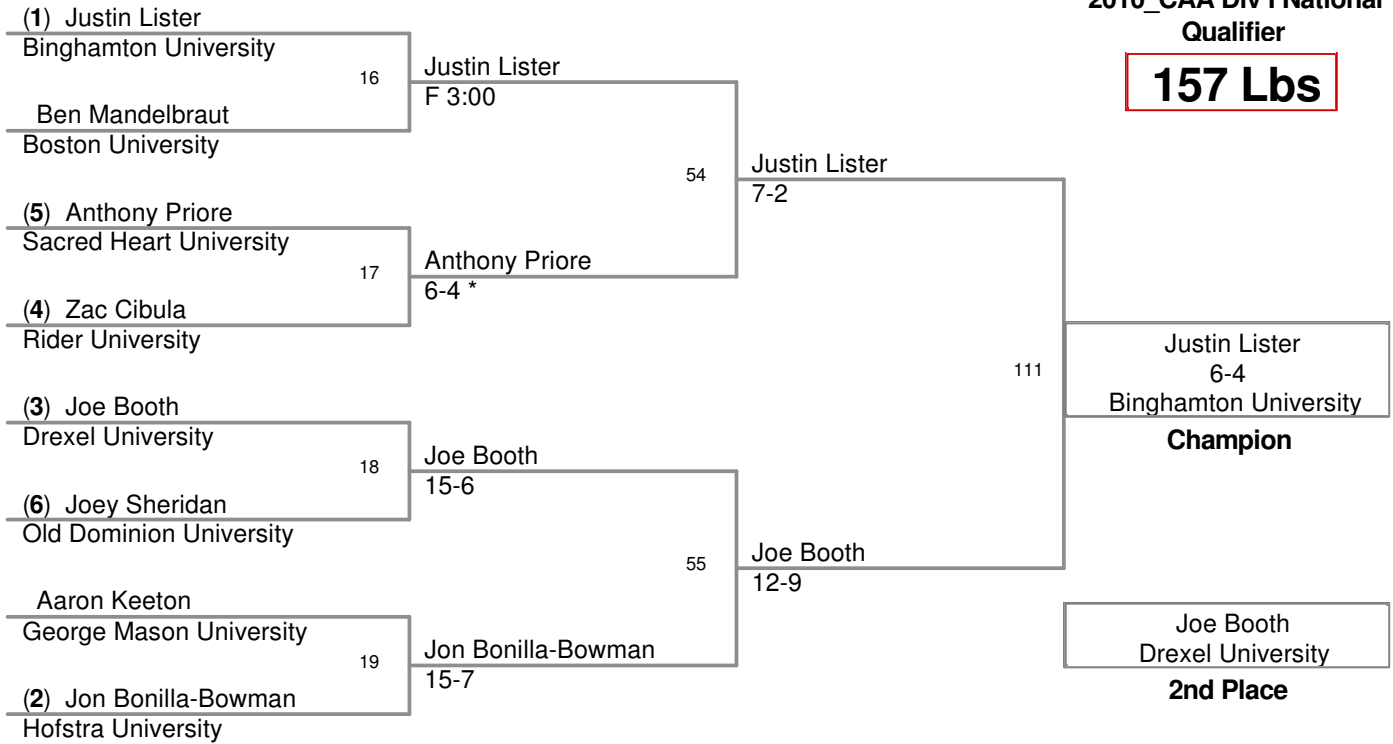 2010_CAA Div I National
Qualifier
157 Lbs
(1) Justin Lister
Binghamton University
16
Ben Mandelbraut
Boston University
Justin Lister
F 3:00
(5) Anthony Priore
Sacred Heart University
17
(4) Zac Cibula
Rider University
Anthony Priore
6-4 *
54
Justin Lister
7-2
(3) Joe Booth
Drexel University
18
(6) Joey Sheridan
Old Dominion University
Joe Booth
15-6
Aaron Keeton
George Mason University
19
(2) Jon Bonilla-Bowman
Hofstra University
Jon Bonilla-Bowman
15-7
55
Joe Booth
12-9
111
Justin Lister
6-4
Binghamton University
Champion
Joe Booth
Drexel University
2nd Place